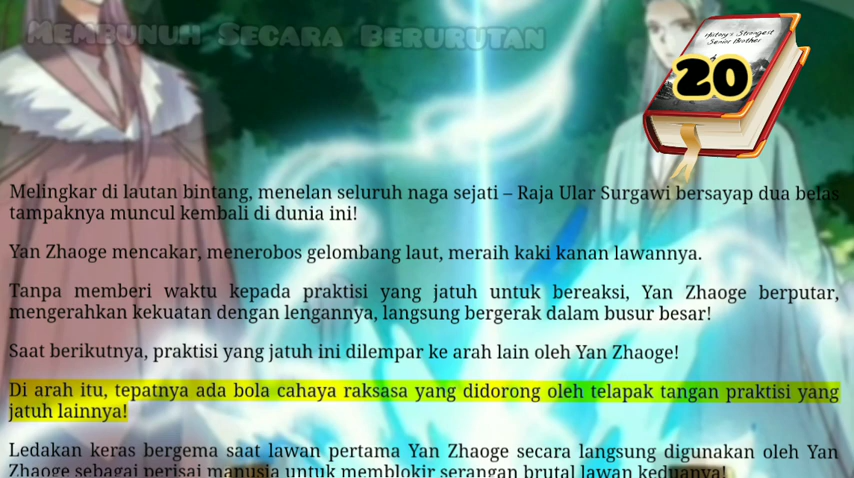 Membunuh Secara Berurutan
History's Strongest
Senior Brother
20
Melingkar di lautan bintang, menelan seluruh naga sejati – Raja Ular Surgawi bersayap dua belas
tampaknya muncul kembali di dunia ini!
Yan Zhaoge mencakar, menerobos gelombang laut, meraih kaki kanan lawannya.
Tanpa memberi waktu kepada praktisi yang jatuh untuk bereaksi, Yan Zhaoge berputar,
mengerahkan kekuatan dengan lengannya, langsung bergerak dalam busur besar!
Saat berikutnya, praktisi yang jatuh ini dilempar ke arah lain oleh Yan Zhaoge!
Di arah itu, tepatnya ada bola cahaya raksasa yang didorong oleh telapak tangan praktisi yang
jatuh lainnya!
Ledakan keras bergema saat lawan pertama Yan Zhaoge secara langsung digunakan oleh Yan
Zhaoge sebagai perisai manusia untuk memblokir serangan brutal lawan keduanya!